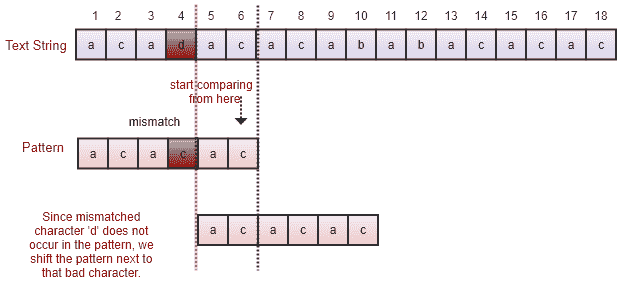 1 2 3 4 5 6 7 8 9 10 11 12 13 14 15 16 17 18
Text String a c a d a c a c a b a b a c a c a c
start comparing
from here
mismatch
Pattern a c a c a c
a c a c a c
Since mismatched
character 'd' does not
occur in the pattern, we
shift the pattern next to
that bad character.